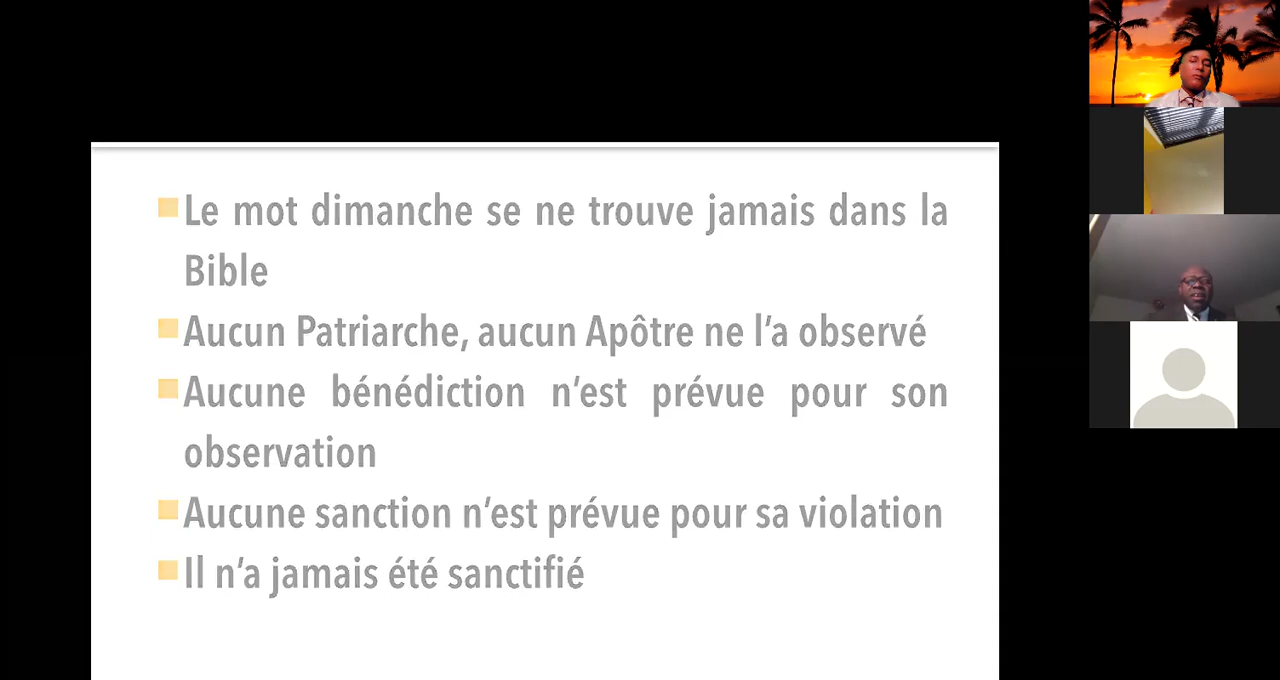 Le mot dimanche se ne trouve jamais dans la
Bible
Aucun Patriarche, aucun Apôtre ne l’a observé
Aucune bénédiction n’est prévue pour son
observation
Aucune sanction n’est prévue pour sa violation
Il n’a jamais été sanctifié